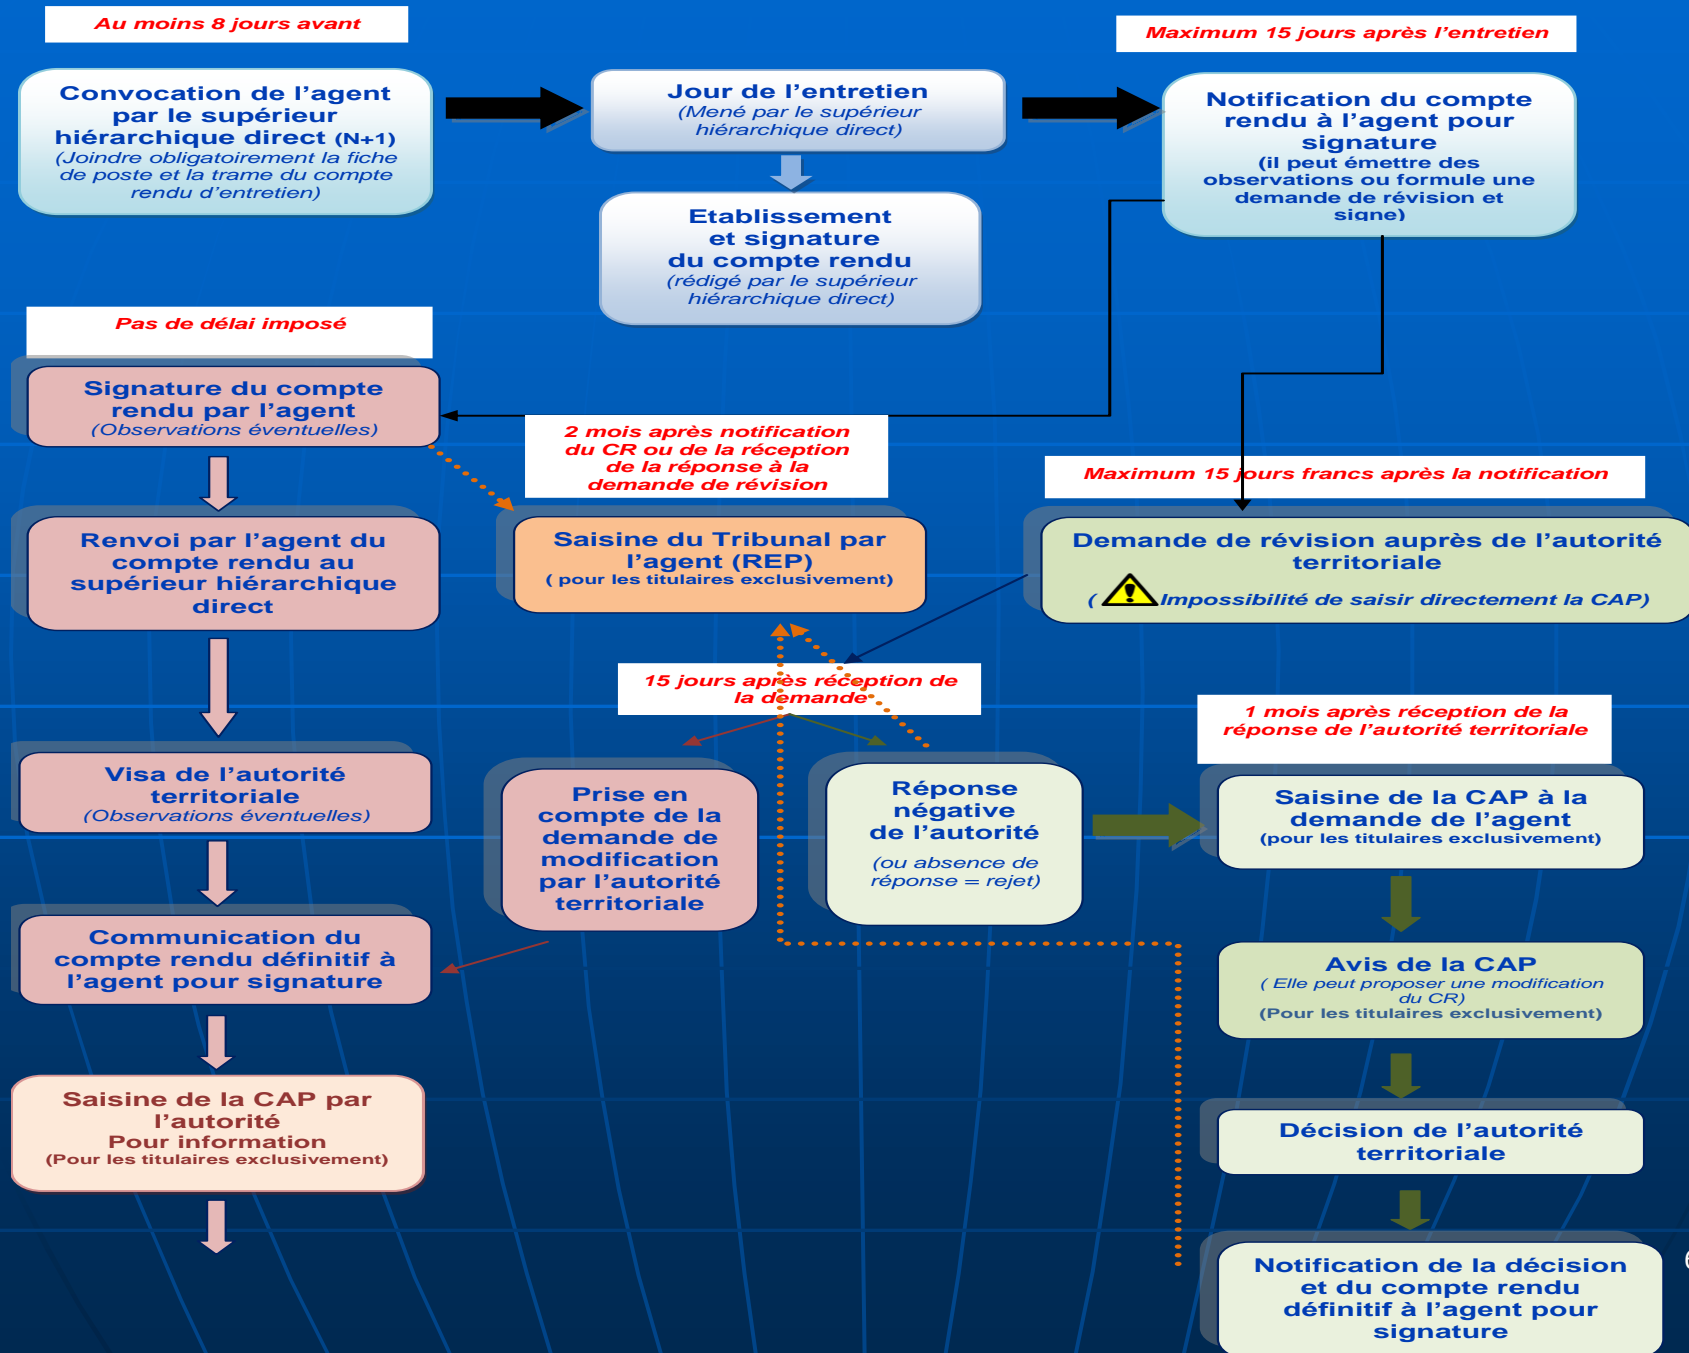 Au moins 8 jours avant
Convocation de l'agent
par le supérieur
hiérarchique direct (N+1)
(Joindre obligatoirement la fiche
de poste et la trame du compte
rendu d'entretien)
Jour de l'entretien
(Mené par le supérieur
hiérarchique direct)
Etablissement
et signature
du compte rendu
(rédigé par le supérieur
hiérarchique direct)
Maximum 15 jours après l'entretien
Notification du compte
rendu à l'agent pour
signature
(il peut émettre des
observations ou formule une
demande de révision et
signe)
Pas de délai imposé
Signature du compte
rendu par l'agent
(Observations éventuelles)
Renvoi par l'agent du
compte rendu au
supérieur hiérarchique
direct
Visa de l'autorité
territoriale
(Observations éventuelles)
Communication du
compte rendu définitif à
l'agent pour signature
Saisine de la CAP par
l'autorité
Pour information
(Pour les titulaires exclusivement)
2 mois après notification
du CR ou de la réception
de la réponse à la
demande de révision
Saisine du Tribunal par
l'agent (REP)
( pour les titulaires exclusivement)
Maximum 15 jours francs après la notification
Demande de révision auprès de l'autorité
territoriale
( Impossibilité de saisir directement la CAP)
15 jours après réception de
la demande
Prise en
compte de la
demande de
modification
par l'autorité
territoriale
Réponse
négative
de l'autorité
(ou absence de
réponse = rejet)
1 mois après réception de la
réponse de l'autorité territoriale
Saisine de la CAP à la
demande de l'agent
(pour les titulaires exclusivement)
Avis de la CAP
( Elle peut proposer une modification
du CR)
(Pour les titulaires exclusivement)
Décision de l'autorité
territoriale
Notification de la décision
et du compte rendu
définitif à l'agent pour
signature